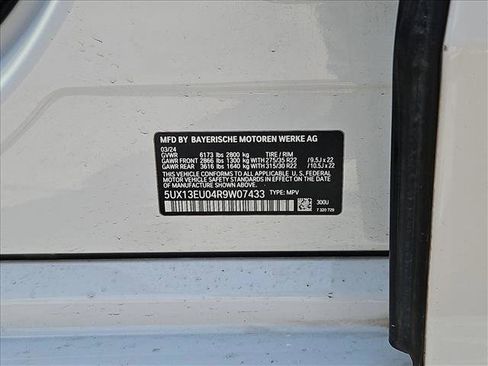 MFD BY BAYERISCHE MOTOREN WERKE AG
03/24
GVWR 6173 lbs 2800 kg TIRE / RIM
GAWR FRONT 2866 lbs 1300 kg WITH 275/35 R22 / 9.5J x 22
GAWR REAR 3616 lbs 1640 kg WITH 315/30 R22 / 10.5J x 22
THIS VEHICLE CONFORMS TO ALL APPLICABLE FEDERAL
MOTOR VEHICLE SAFETY STANDARDS IN EFFECT ON
THE DATE OF MANUFACTURE SHOWN ABOVE.
5UX13EU04R9W07433 TYPE: MPV
300U
7 320 729